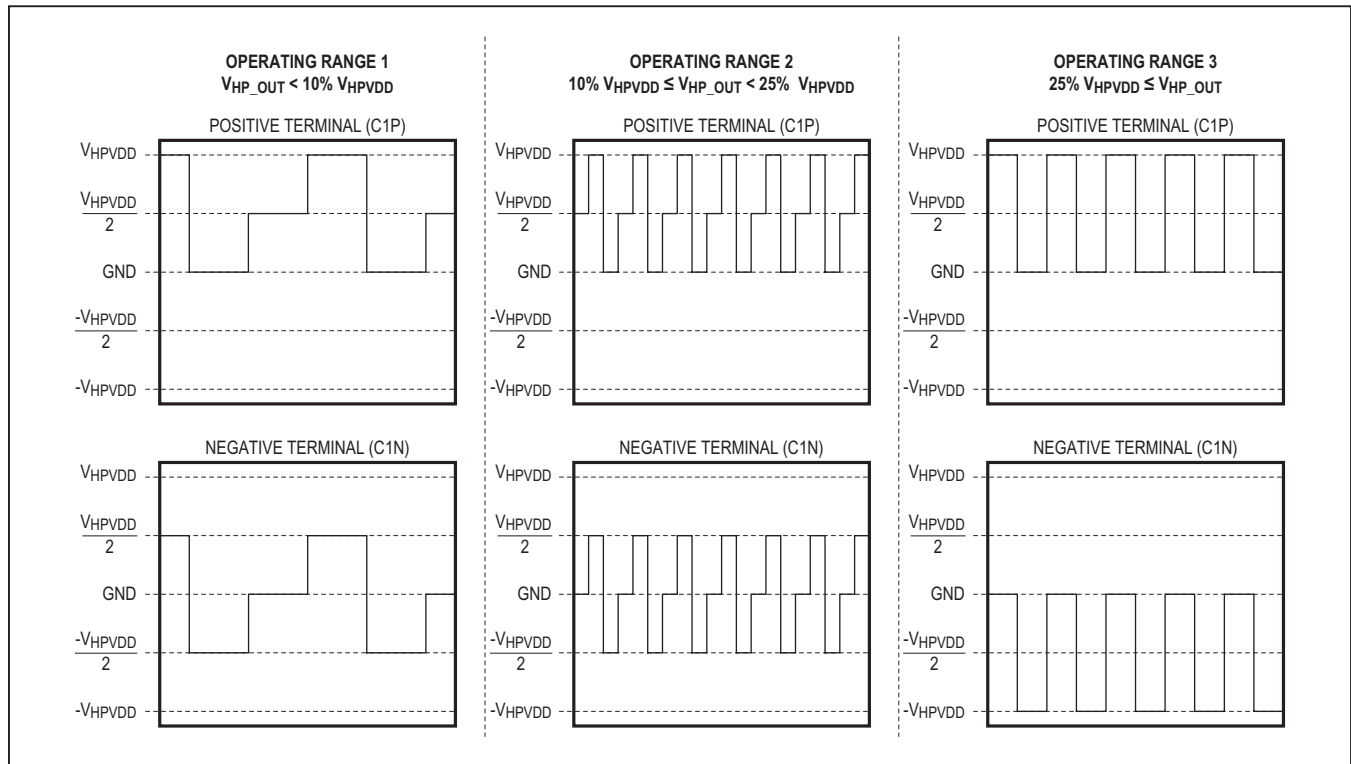 OPERATING RANGE 1
VHP_OUT < 10% VHPVDD
POSITIVE TERMINAL (C1P)
VHPVDD
VHPVDD
2
GND
-VHPVDD
2
-VHPVDD
NEGATIVE TERMINAL (C1N)
VHPVDD
VHPVDD
2
GND
-VHPVDD
2
-VHPVDD
OPERATING RANGE 2
10% VHPVDD ≤ VHP_OUT < 25% VHPVDD
POSITIVE TERMINAL (C1P)
VHPVDD
VHPVDD
2
GND
-VHPVDD
2
-VHPVDD
NEGATIVE TERMINAL (C1N)
VHPVDD
VHPVDD
2
GND
-VHPVDD
2
-VHPVDD
OPERATING RANGE 3
25% VHPVDD ≤ VHP_OUT
POSITIVE TERMINAL (C1P)
VHPVDD
VHPVDD
2
GND
-VHPVDD
2
-VHPVDD
NEGATIVE TERMINAL (C1N)
VHPVDD
VHPVDD
2
GND
-VHPVDD
2
-VHPVDD